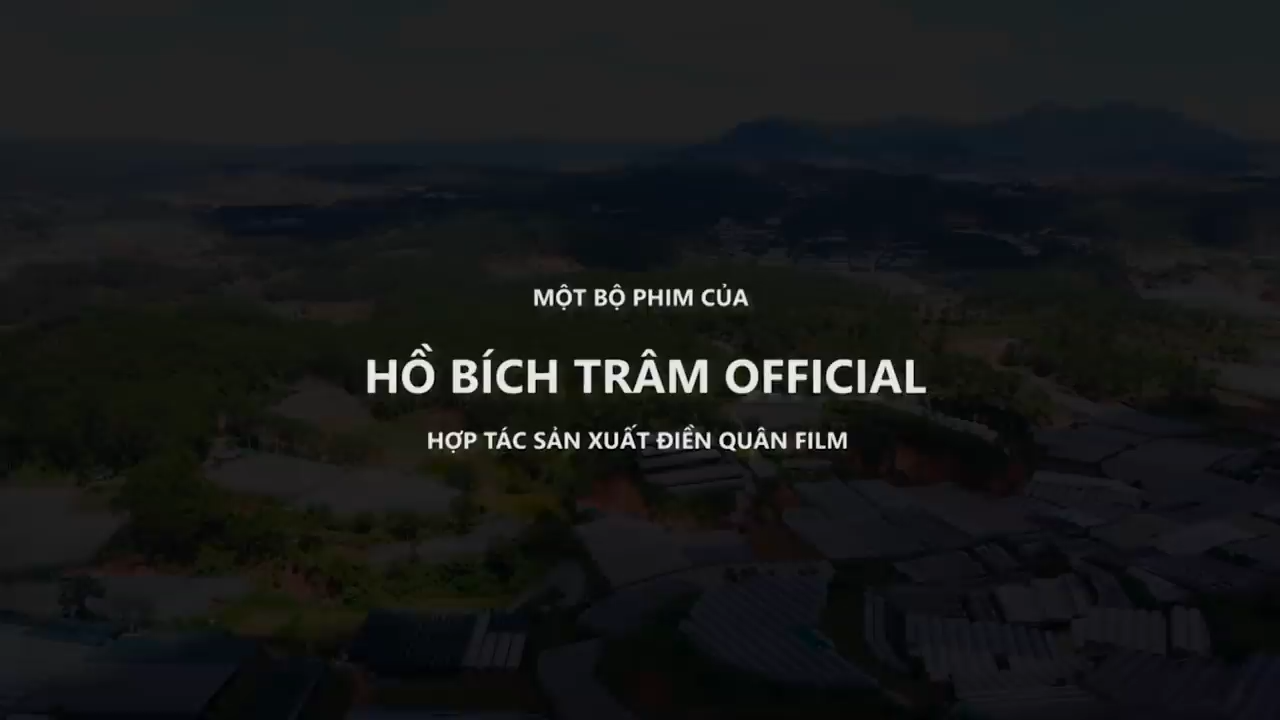 MỘT BỘ PHIM CỦA
HỒ BÍCH TRÂM OFFICIAL
HỢP TÁC SẢN XUẤT ĐIỀN QUÂN FILM